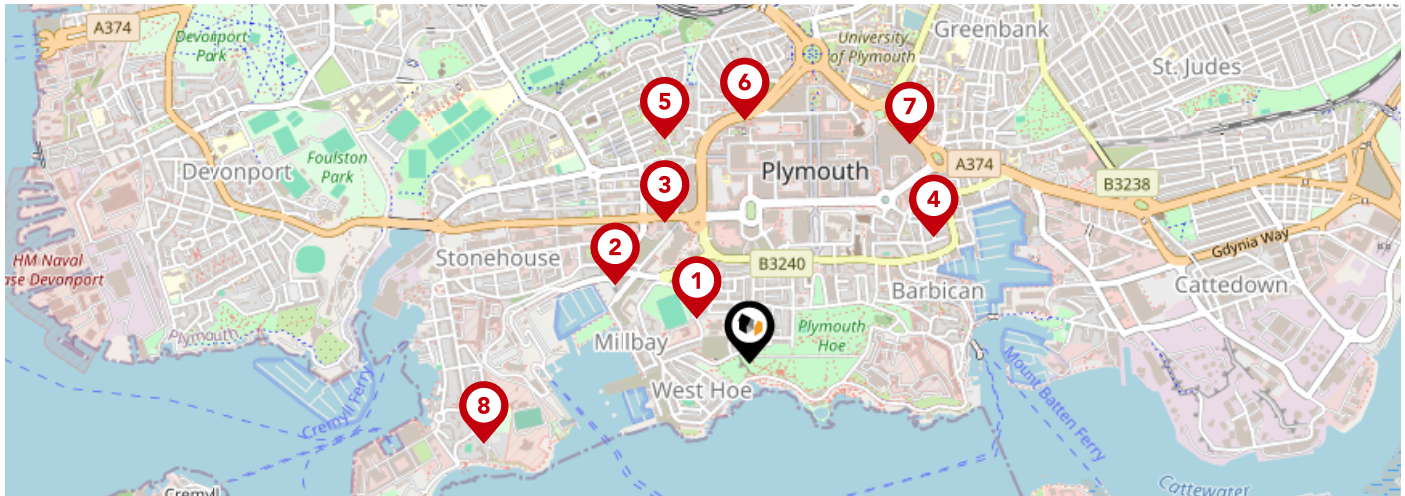 A374
Devonport
Park
University
of Plymouth
Greenbank
St. Judes
6
5
7
Devonport
Foulston
Park
Plymouth
A374
B3238
3
4
HM Naval
ase Devonport
Stonehouse
2
B3240
Gdynia Way
1
Barbican
Cattedown
Plymouth
Millbay
Plymouth
Hoe
West Hoe
Cremyll Ferry
Mount Batten Ferry
8
Cremyll
Cattewater